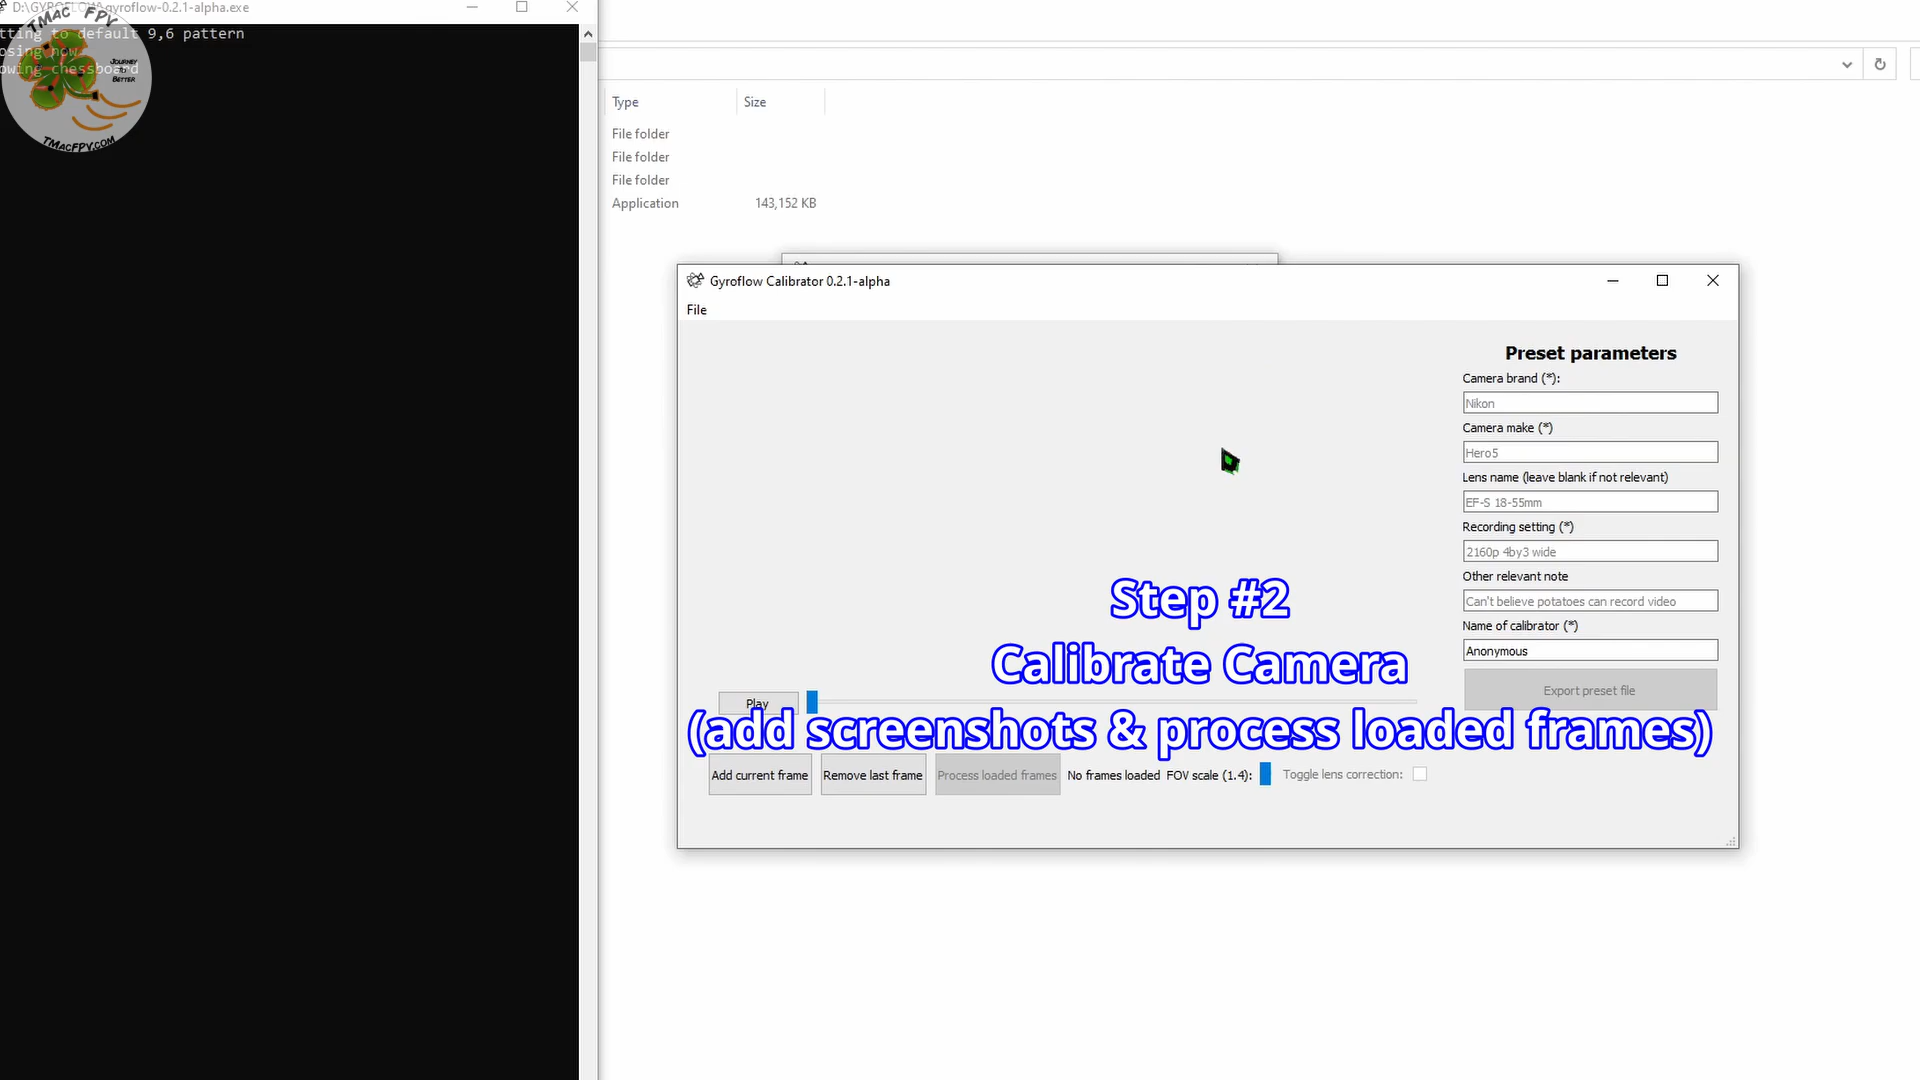 D:\GYROFLOW\gyroflow-0.2.1-alpha.exe
TMAC FPY
JOURNEY
TO
BETTER
TMACFPY.COM
tting to default 9,6 pattern
osing now.
owing chessboard
Type Size
File folder
File folder
File folder
Application 143,152 KB
Gyroflow Calibrator 0.2.1-alpha
File
Preset parameters
Camera brand (*):
Nikon
Camera make (*)
Hero5
Lens name (leave blank if not relevant)
EF-S 18-55mm
Recording setting (*)
2160p 4by3 wide
Other relevant note
Can't believe potatoes can record video
Name of calibrator (*)
Anonymous
Export preset file
Step #2
Calibrate Camera
(add screenshots & process loaded frames)
Play
Add current frame Remove last frame Process loaded frames No frames loaded FOV scale (1.4): Toggle lens correction: